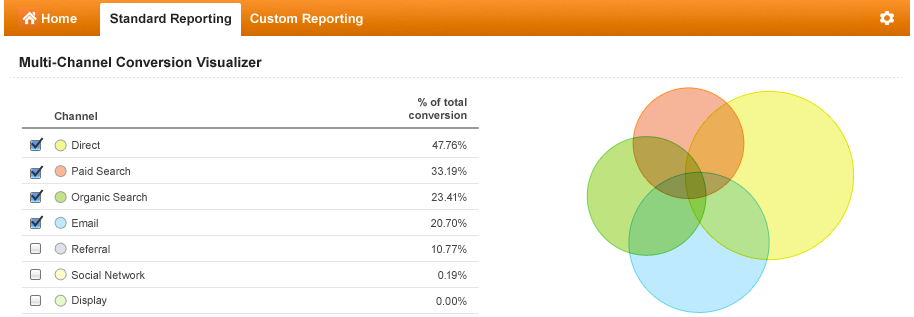 Home Standard Reporting Custom Reporting
Multi-Channel Conversion Visualizer
Channel % of total conversion
Direct 47.76%
Paid Search 33.19%
Organic Search 23.41%
Email 20.70%
Referral 10.77%
Social Network 0.19%
Display 0.00%